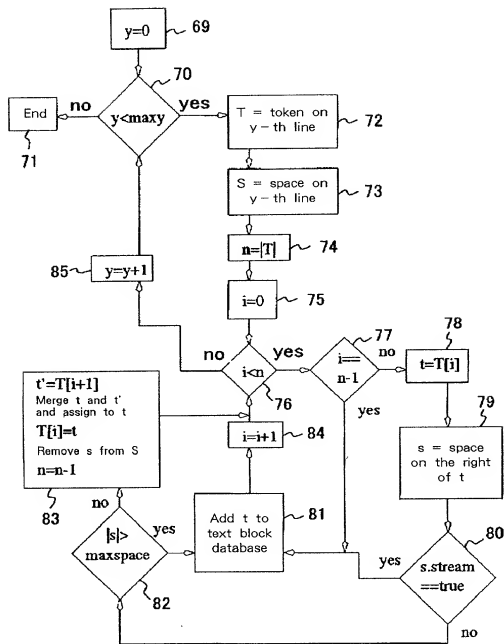 y=0
69
70
y<maxy
no
yes
End
71
T = token on
y-th line
72
S = space on
y-th line
73
n=|T|
74
i=0
75
85
y=y+1
no
i<n
yes
76
77
i==
n-1
no
yes
78
t=T[i]
79
s = space
on the right
of t
80
s.stream
==true
yes
no
t'=T[i+1]
Merge t and t'
and assign to t
T[i]=t
Remove s from S
n=n-1
83
i=i+1
84
Add t to
text block
database
81
no
|s|>
maxspace
yes
82